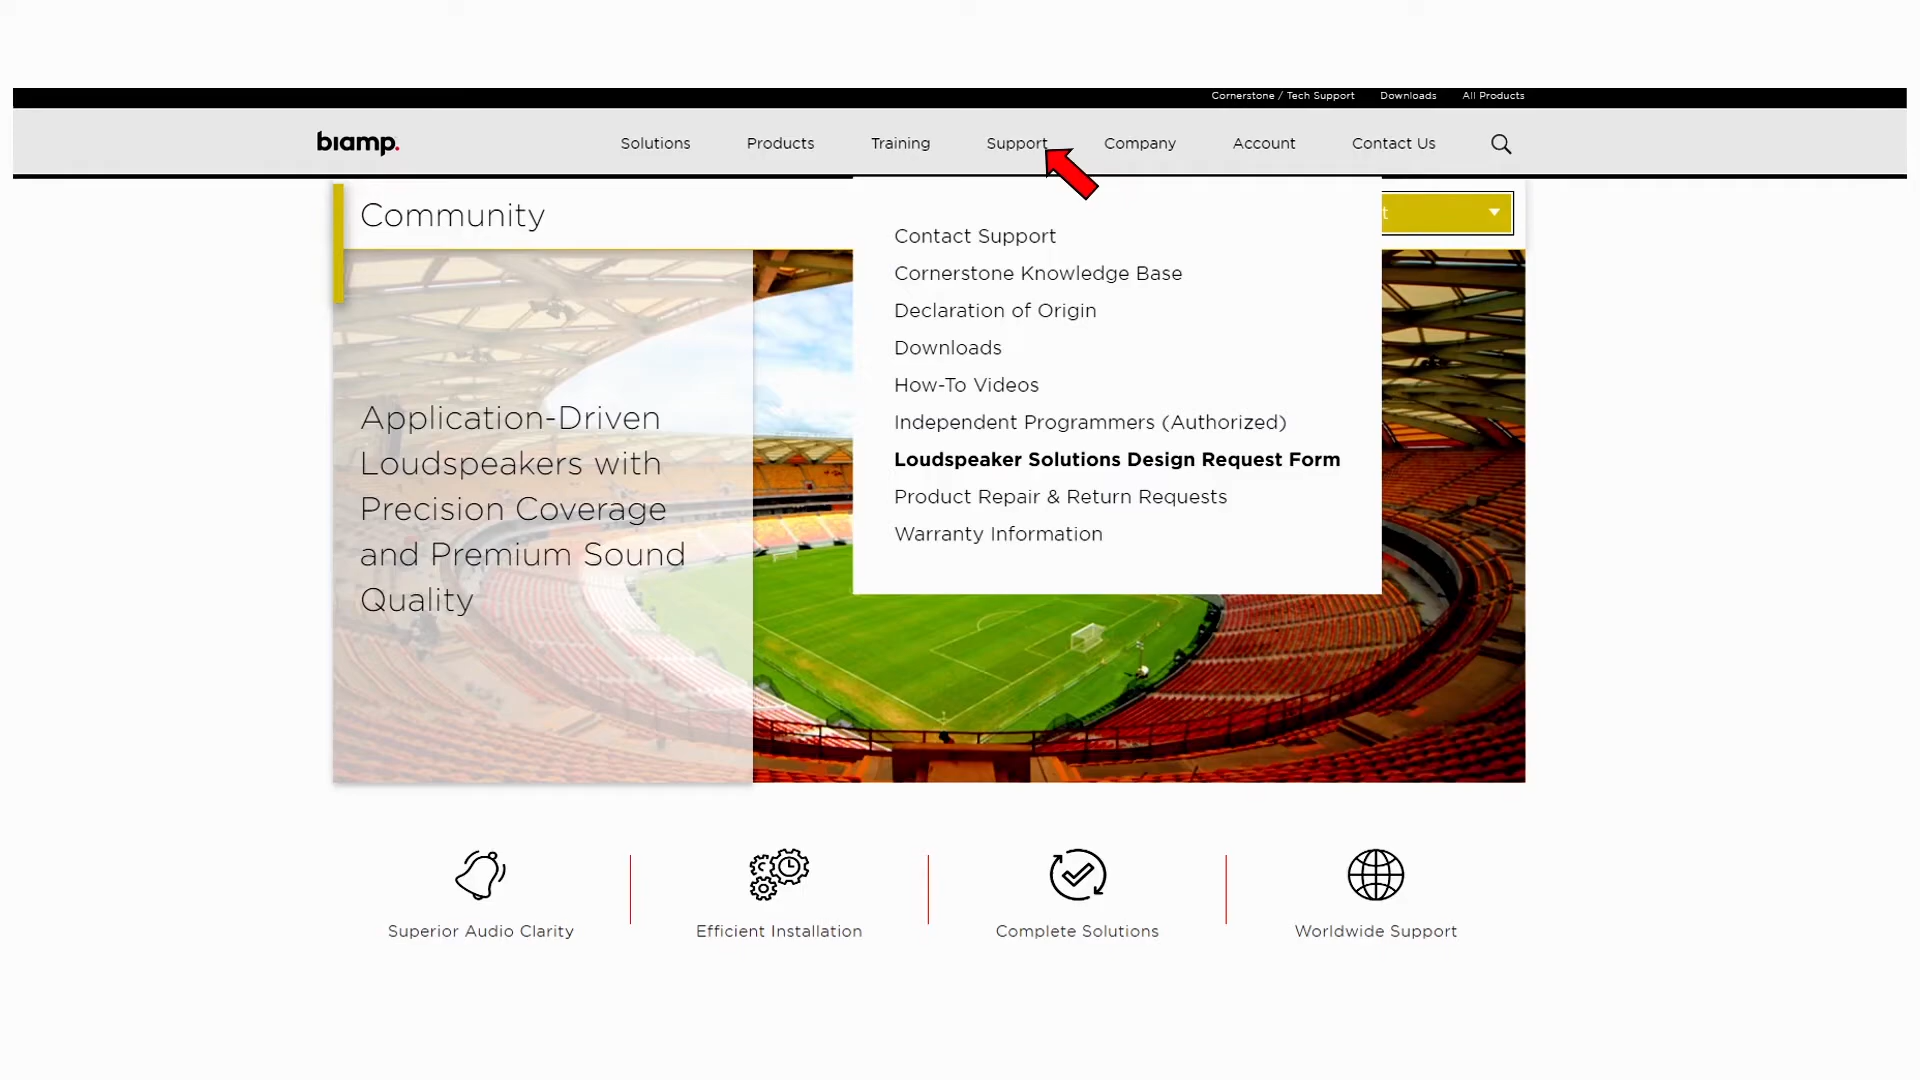 Cornerstone / Tech Support Downloads All Products
biamp.
Solutions Products Training Support Company Account Contact Us
Community
t
Contact Support
Cornerstone Knowledge Base
Declaration of Origin
Downloads
How-To Videos
Independent Programmers (Authorized)
Loudspeaker Solutions Design Request Form
Product Repair & Return Requests
Warranty Information
Application-Driven
Loudspeakers with
Precision Coverage
and Premium Sound
Quality
Superior Audio Clarity
Efficient Installation
Complete Solutions
Worldwide Support